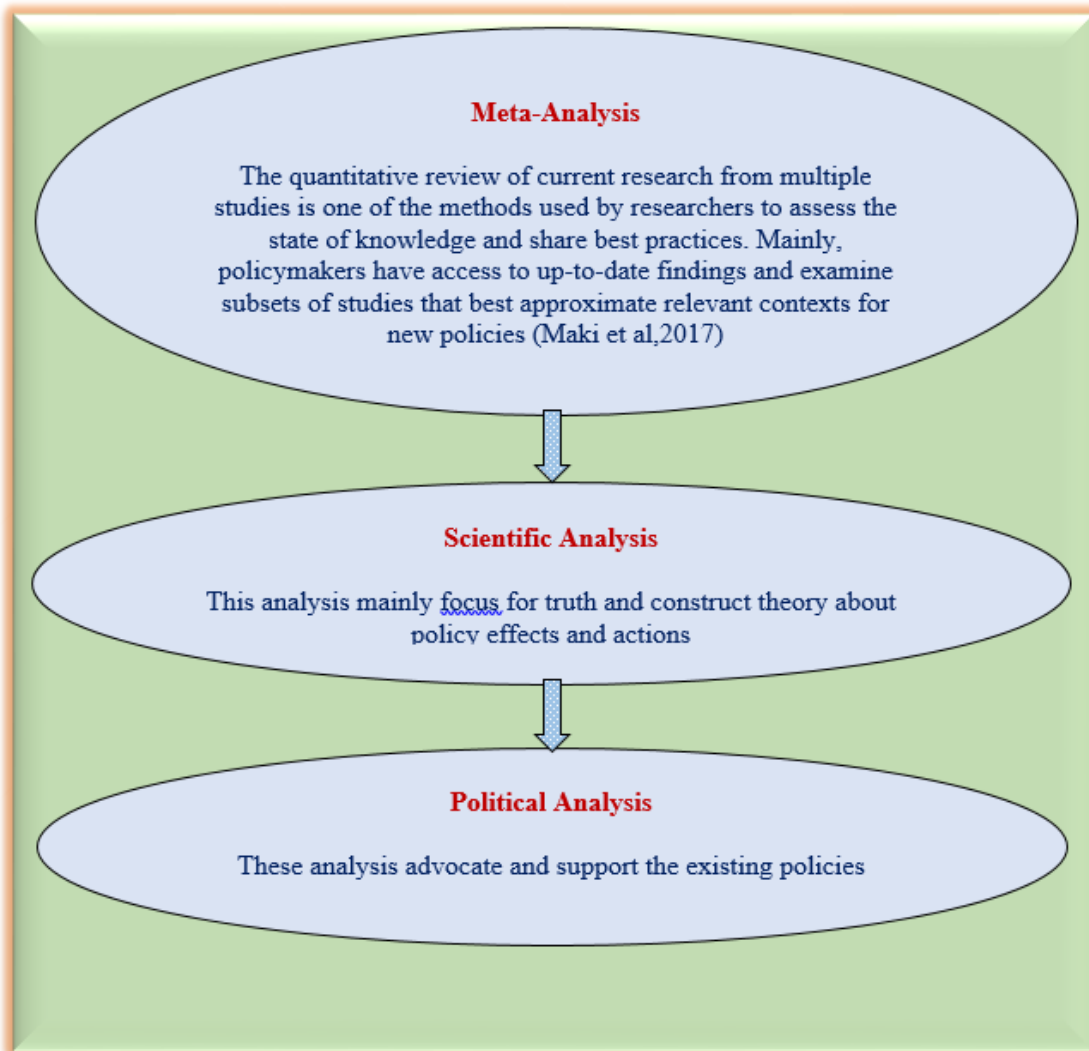 Meta-Analysis
The quantitative review of current research from multiple
studies is one of the methods used by researchers to assess the
state of knowledge and share best practices. Mainly,
policymakers have access to up-to-date findings and examine
subsets of studies that best approximate relevant contexts for
new policies (Maki et al,2017)
Scientific Analysis
This analysis mainly focus for truth and construct theory about
policy effects and actions
Political Analysis
These analysis advocate and support the existing policies